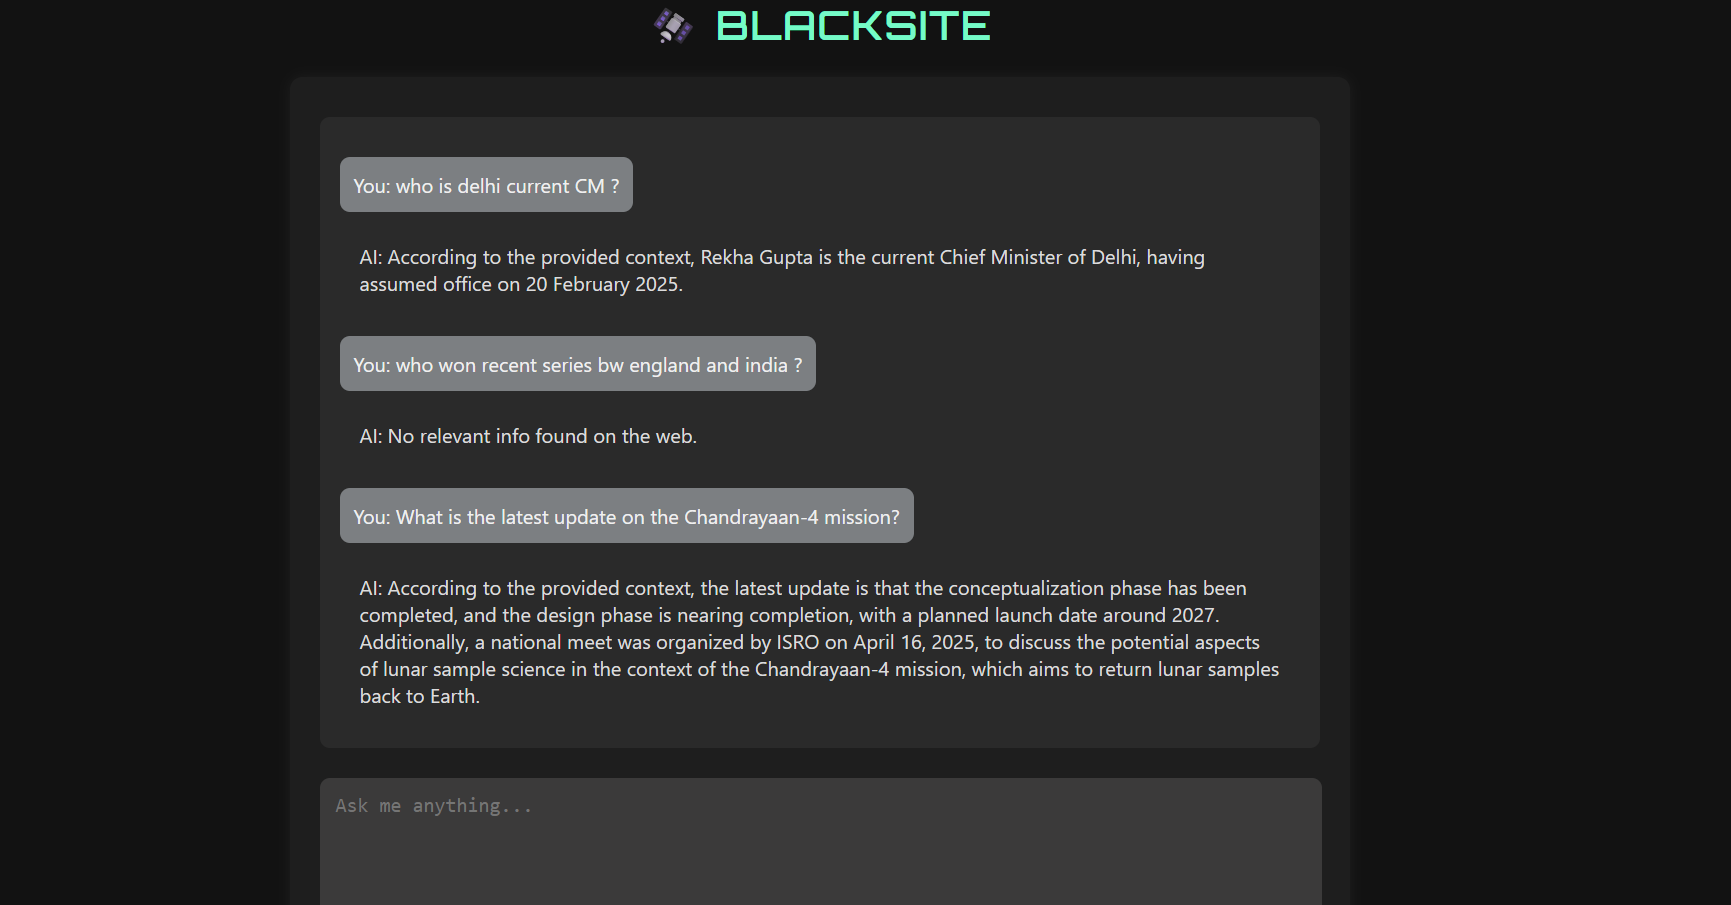 BLACKSITE
You: who is delhi current CM ?
AI: According to the provided context, Rekha Gupta is the current Chief Minister of Delhi, having
assumed office on 20 February 2025.
You: who won recent series bw england and india ?
AI: No relevant info found on the web.
You: What is the latest update on the Chandrayaan-4 mission?
AI: According to the provided context, the latest update is that the conceptualization phase has been
completed, and the design phase is nearing completion, with a planned launch date around 2027.
Additionally, a national meet was organized by ISRO on April 16, 2025, to discuss the potential aspects
of lunar sample science in the context of the Chandrayaan-4 mission, which aims to return lunar samples
back to Earth.
Ask me anything...